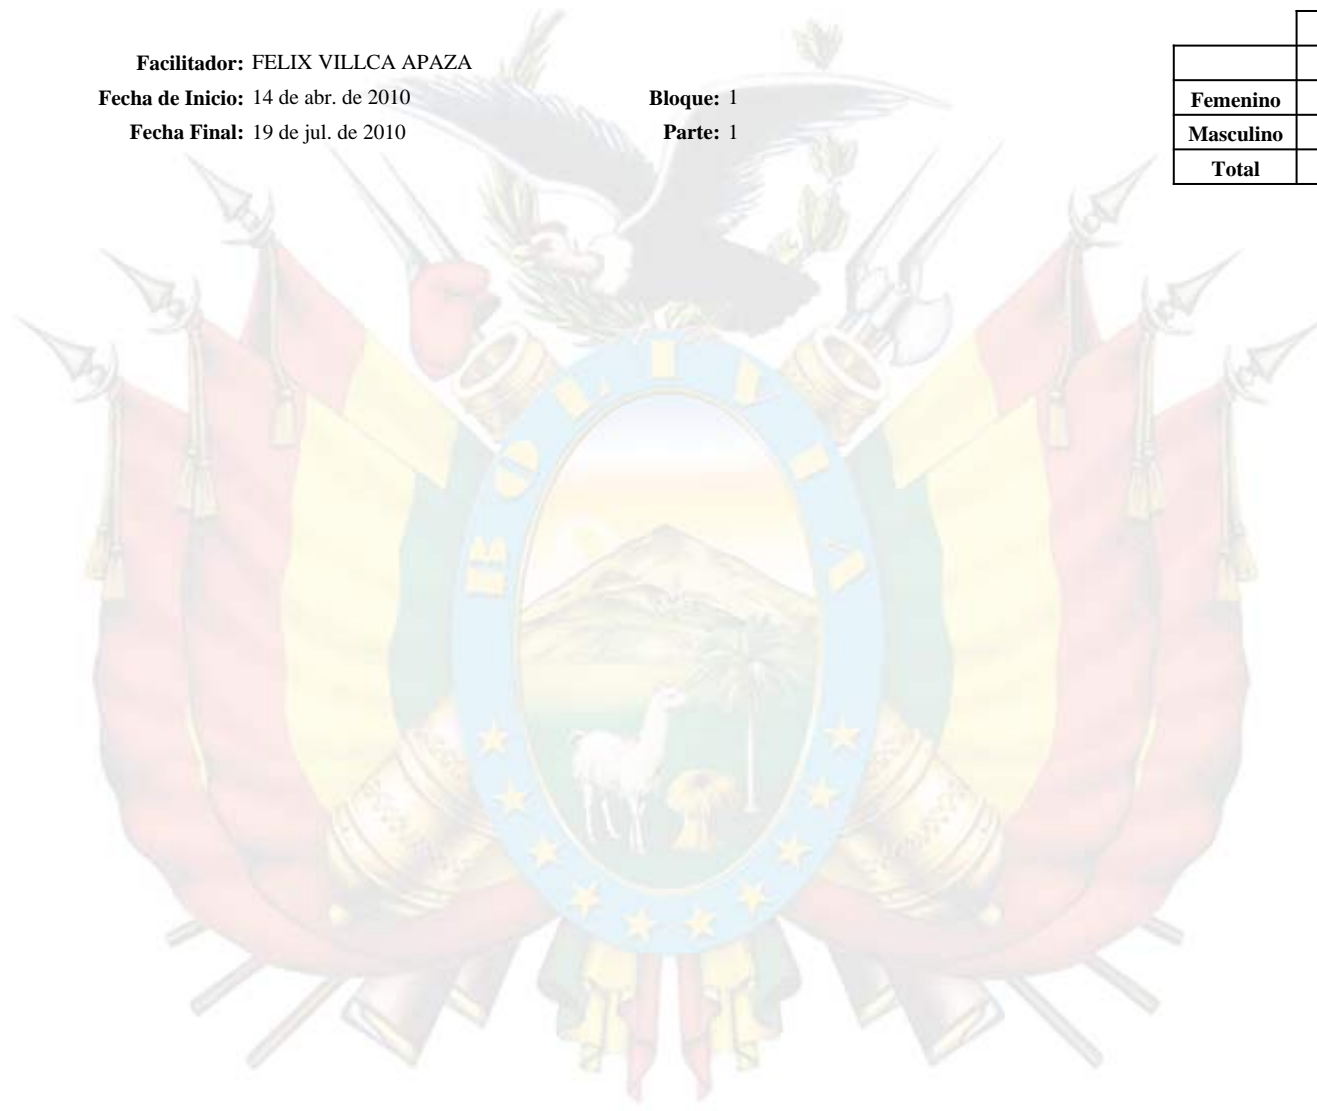 Facilitador: FELIX VILLCA APAZA
Fecha de Inicio: 14 de abr. de 2010 Bloque: 1
Fecha Final: 19 de jul. de 2010 Parte: 1
Femenino
Masculino
Total
BOLIVIA